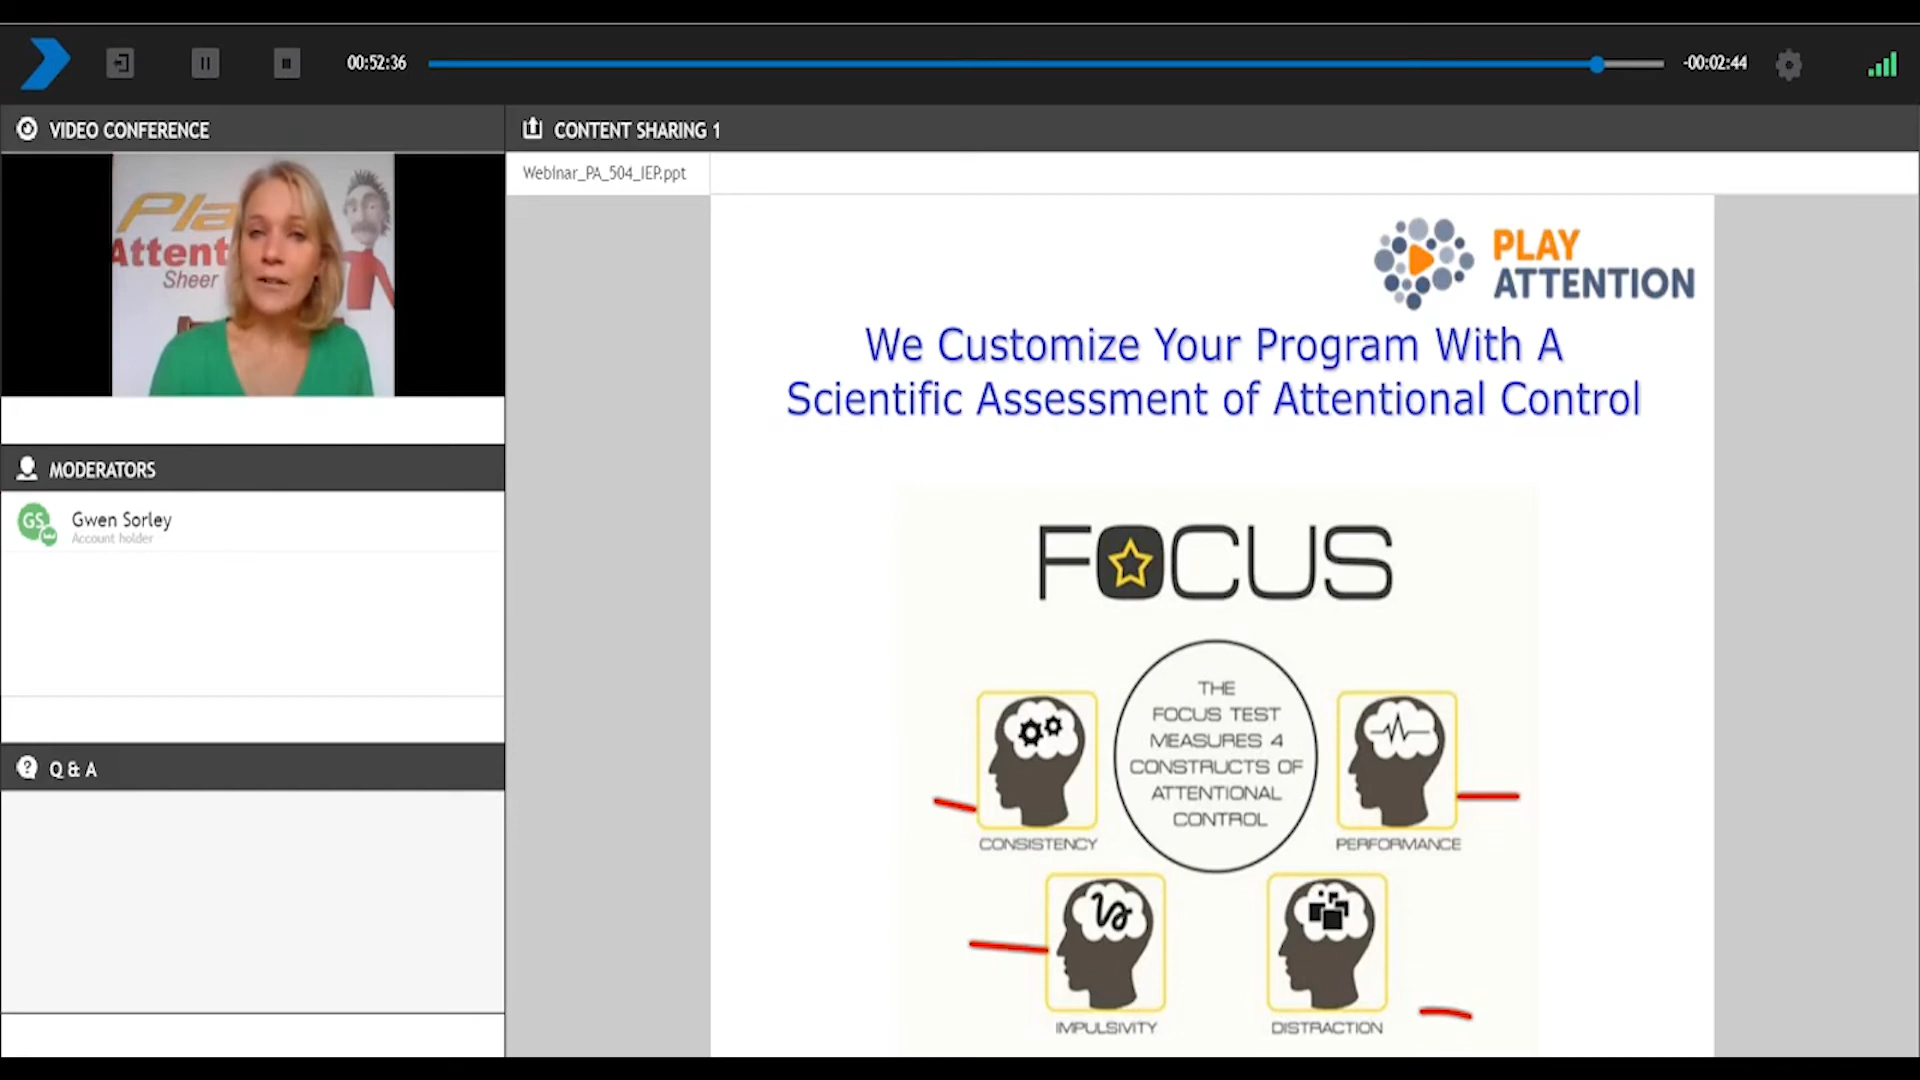 00:52:36
-00:02:44
VIDEO CONFERENCE
CONTENT SHARING 1
Webinar_PA_504_IEP.ppt
Pla
Attent
Sheer
MODERATORS
GS
Gwen Sorley
Account holder
Q & A
PLAY
ATTENTION
We Customize Your Program With A
Scientific Assessment of Attentional Control
FOCUS
THE
FOCUS TEST
MEASURES 4
CONSTRUCTS OF
ATTENTIONAL
CONTROL
CONSISTENCY
PERFORMANCE
IMPULSIVITY
DISTRACTION